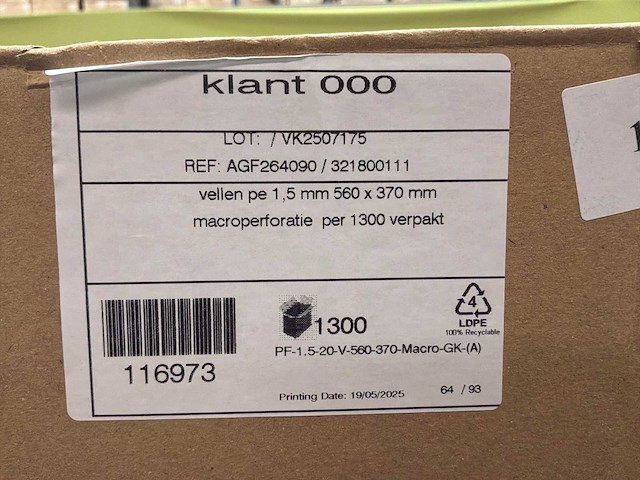 klant 000
LOT: / VK2507175
REF: AGF264090 / 321800111
vellen pe 1,5 mm 560 x 370 mm
macroperforatie per 1300 verpakt
1300
4
LDPE
100% Recyclable
PF-1.5-20-V-560-370-Macro-GK-(A)
116973
Printing Date: 19/05/2025
64 / 93